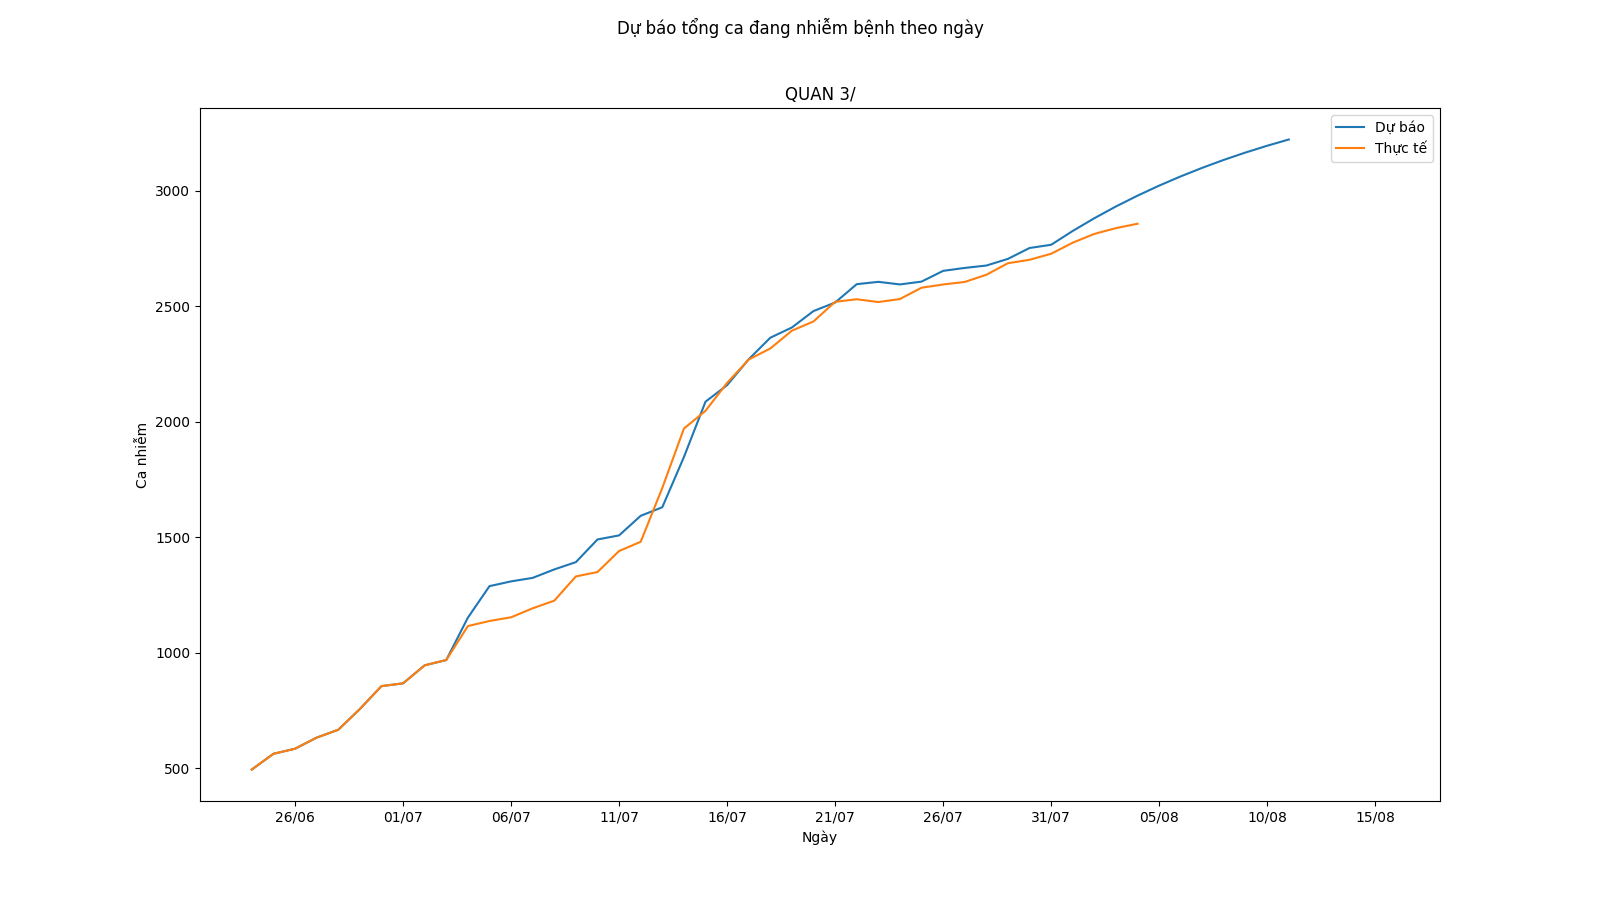 Dự báo tổng ca đang nhiễm bệnh theo ngày
QUAN 3/
Dự báo
Thực tế
3000
2500
2000
1500
1000
500
Ca nhiễm
26/06 01/07 06/07 11/07 16/07 21/07 26/07 31/07 05/08 10/08 15/08
Ngày